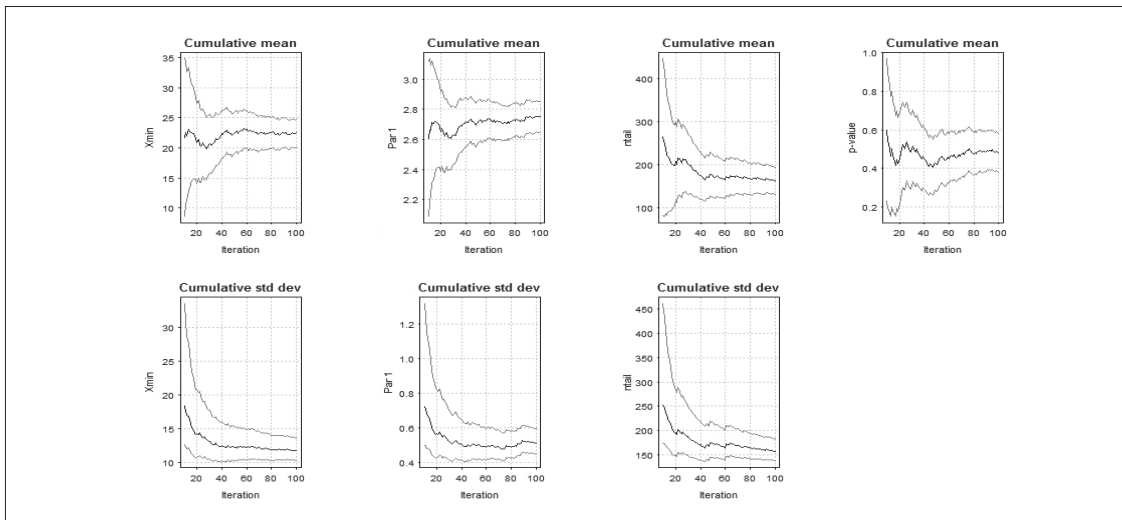 Cumulative mean
35
30
25
20
15
10
Xmin
20 40 60 80 100
Iteration
Cumulative mean
3.0
2.8
2.6
2.4
2.2
Par 1
20 40 60 80 100
Iteration
Cumulative mean
400
300
200
100
ntail
20 40 60 80 100
Iteration
Cumulative mean
1.0
0.8
0.6
0.4
0.2
p-value
20 40 60 80 100
Iteration
Cumulative std dev
30
25
20
15
10
Xmin
20 40 60 80 100
Iteration
Cumulative std dev
1.2
1.0
0.8
0.6
0.4
Par 1
20 40 60 80 100
Iteration
Cumulative std dev
450
400
350
300
250
200
150
ntail
20 40 60 80 100
Iteration